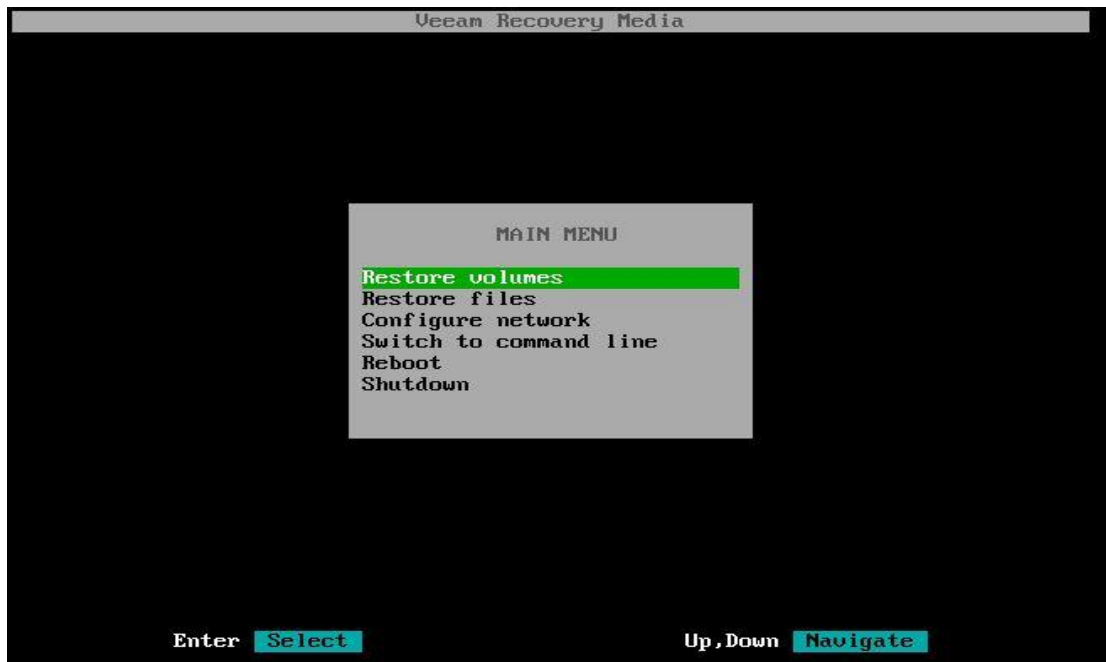 Veeam Recovery Media
MAIN MENU
Restore volumes
Restore files
Configure network
Switch to command line
Reboot
Shutdown
Enter Select Up,Down Navigate